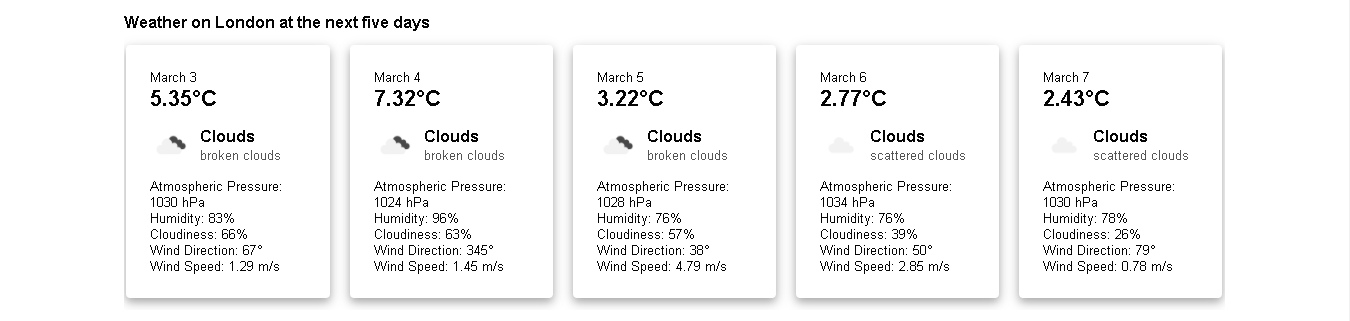 Weather on London at the next five days
March 3
5.35°C
Clouds
broken clouds
Atmospheric Pressure:
1030 hPa
Humidity: 83%
Cloudiness: 66%
Wind Direction: 67°
Wind Speed: 1.29 m/s
March 4
7.32°C
Clouds
broken clouds
Atmospheric Pressure:
1024 hPa
Humidity: 96%
Cloudiness: 63%
Wind Direction: 345°
Wind Speed: 1.45 m/s
March 5
3.22°C
Clouds
broken clouds
Atmospheric Pressure:
1028 hPa
Humidity: 76%
Cloudiness: 57%
Wind Direction: 38°
Wind Speed: 4.79 m/s
March 6
2.77°C
Clouds
scattered clouds
Atmospheric Pressure:
1034 hPa
Humidity: 76%
Cloudiness: 39%
Wind Direction: 50°
Wind Speed: 2.85 m/s
March 7
2.43°C
Clouds
scattered clouds
Atmospheric Pressure:
1030 hPa
Humidity: 78%
Cloudiness: 26%
Wind Direction: 79°
Wind Speed: 0.78 m/s